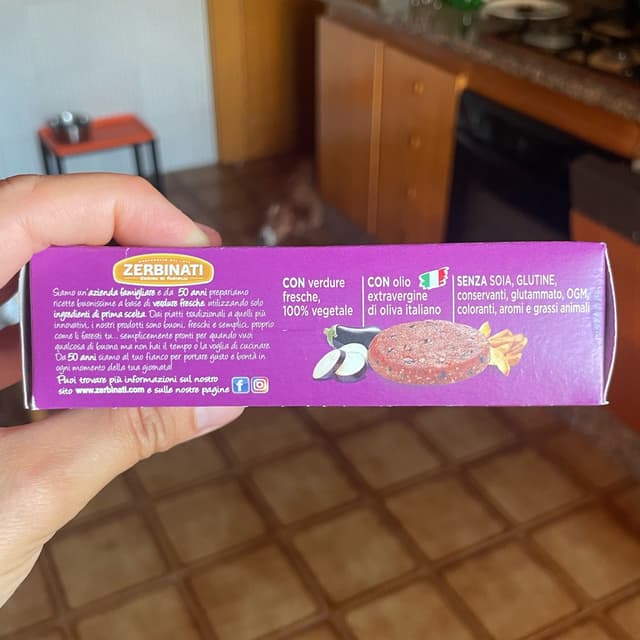 ZERBINATI
Siamo un'azienda famigliare e da 50 anni prepariamo
ricette buonissime a base di verdure fresche, utilizzando solo
ingredienti di prima scelta. Dai piatti tradizionali a quelli più
innovativi, i nostri prodotti sono buoni, freschi e semplici, proprio
come li faresti tu... semplicemente pronti per quando vuoi
qualcosa di buono ma non hai il tempo o la voglia di cucinare.
Da 50 anni siamo al tuo fianco per portare gusto e bontà in
ogni momento della tua giornata!
Puoi trovare più informazioni sul nostro
sito www.zerbinati.com e sulle nostre pagine
CON verdure
fresche,
100% vegetale
CON olio
extravergine
di oliva italiano
SENZA SOIA, GLUTINE,
conservanti, glutammato, OGM,
coloranti, aromi e grassi animali